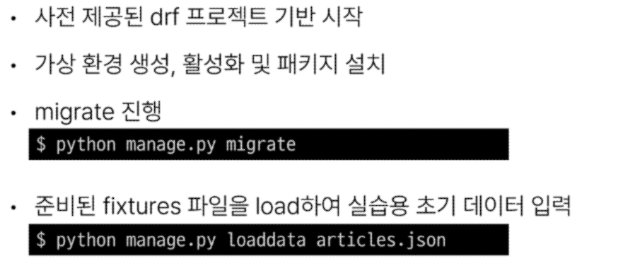 • 사전 제공된 drf 프로젝트 기반 시작
• 가상 환경 생성, 활성화 및 패키지 설치
• migrate 진행
$ python manage.py migrate
• 준비된 fixtures 파일을 load하여 실습용 초기 데이터 입력
$ python manage.py loaddata articles.json